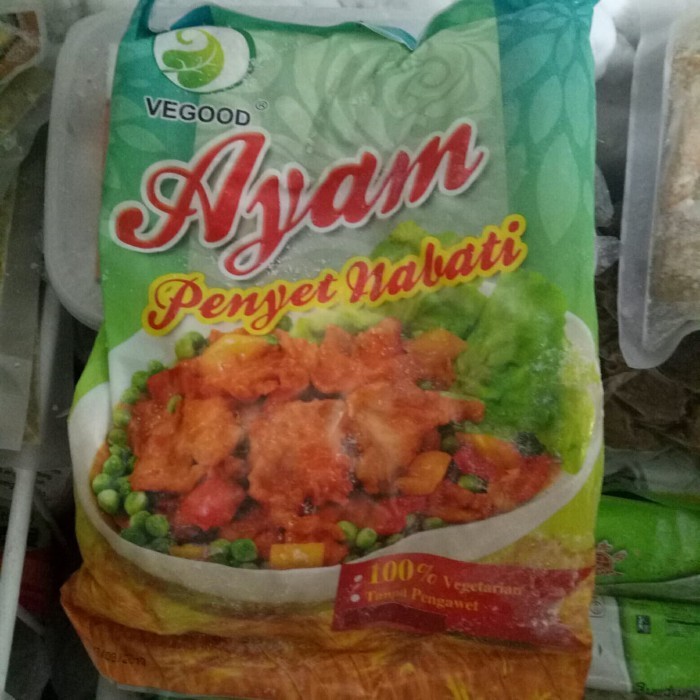 VEGOOD®
Ayam
Penyet Nabati
100% Vegetarian
Tanpa Pengawet